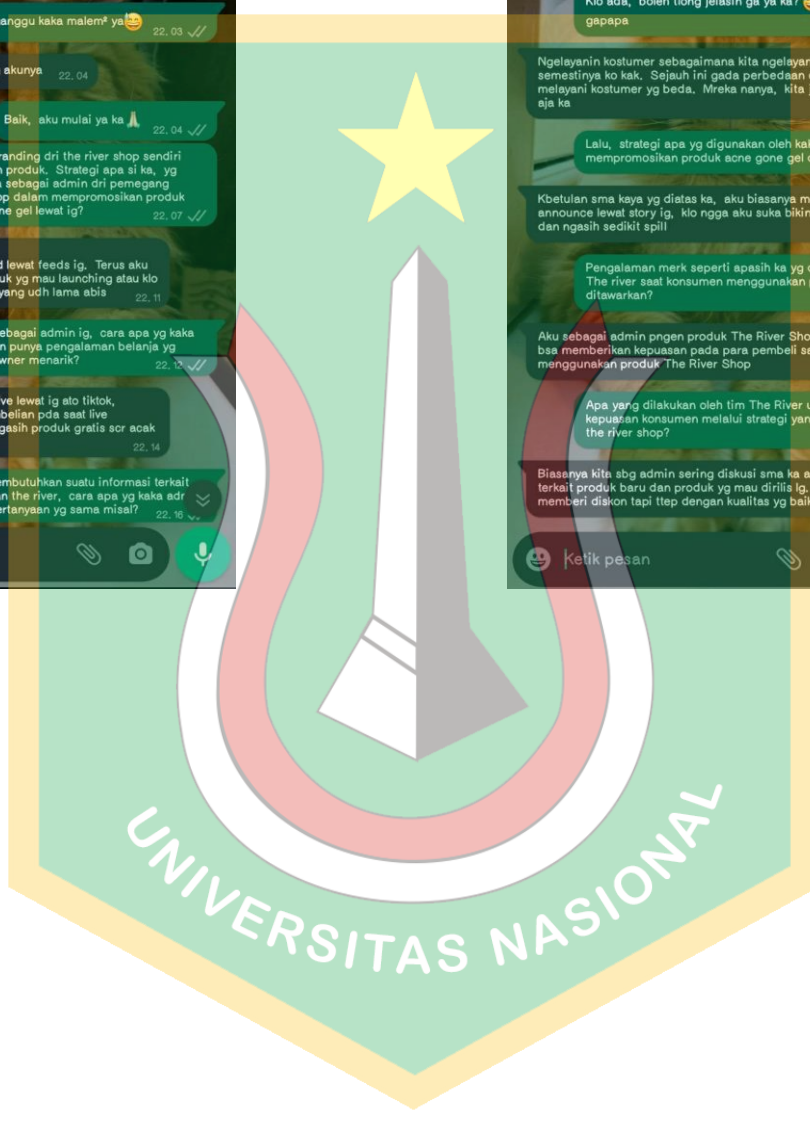 anggu kaka malem² ya😅
22.03
akunya 22.04
Baik, aku mulai ya ka🙏🏻
22.04
randing dri the river shop sendiri
produk. Strategi apa si ka, yg
sebagai admin dri pemegang
op dalam mempromosikan produk
ne gel lewat ig?
22.07
d lewat feeds ig, Terus aku
uk yg mau launching atau klo
yang udh lama abis
22.11
ebagai admin ig, cara apa yg kaka
n punya pengalaman belanja yg
wner menarik?
22.12
ve lewat ig ato tiktok,
mbelian pda saat live
gasih produk gratis scr acak
22.14
embutuhkan suatu informasi terkait
an the river, cara apa yg kaka adr
ertanyaan yg sama misal?
22.16
Klo ada, boleh tlong jelasin ga ya ka?
gapapa
Ngelayanin kostumer sebagaimana kita ngelayan
semestinya ko kak. Sejauh ini gada perbedaan
melayani kostumer yg beda. Mreka nanya, kita j
aja ka
Lalu, strategi apa yg digunakan oleh kak
mempromosikan produk acne gone gel
Kbetulan sma kaya yg diatas ka, aku biasanya m
announce lewat story ig, klo ngga aku suka bikin
dan ngasih sedikit spill
Pengalaman merk seperti apasih ka yg
The river saat konsumen menggunakan
ditawarkan?
Aku sebagai admin pngen produk The River Sho
bsa memberikan kepuasan pada para pembeli sa
menggunakan produk The River Shop
Apa yang dilakukan oleh tim The River u
kepuasan konsumen melalui strategi yan
the river shop?
Biasanya kita sbg admin sering diskusi sma ka a
terkait produk baru dan produk yg mau dirilis lg.
memberi diskon tapi ttep dengan kualitas yg baik
Ketik pesan
UNIVERSITAS NASIONAL